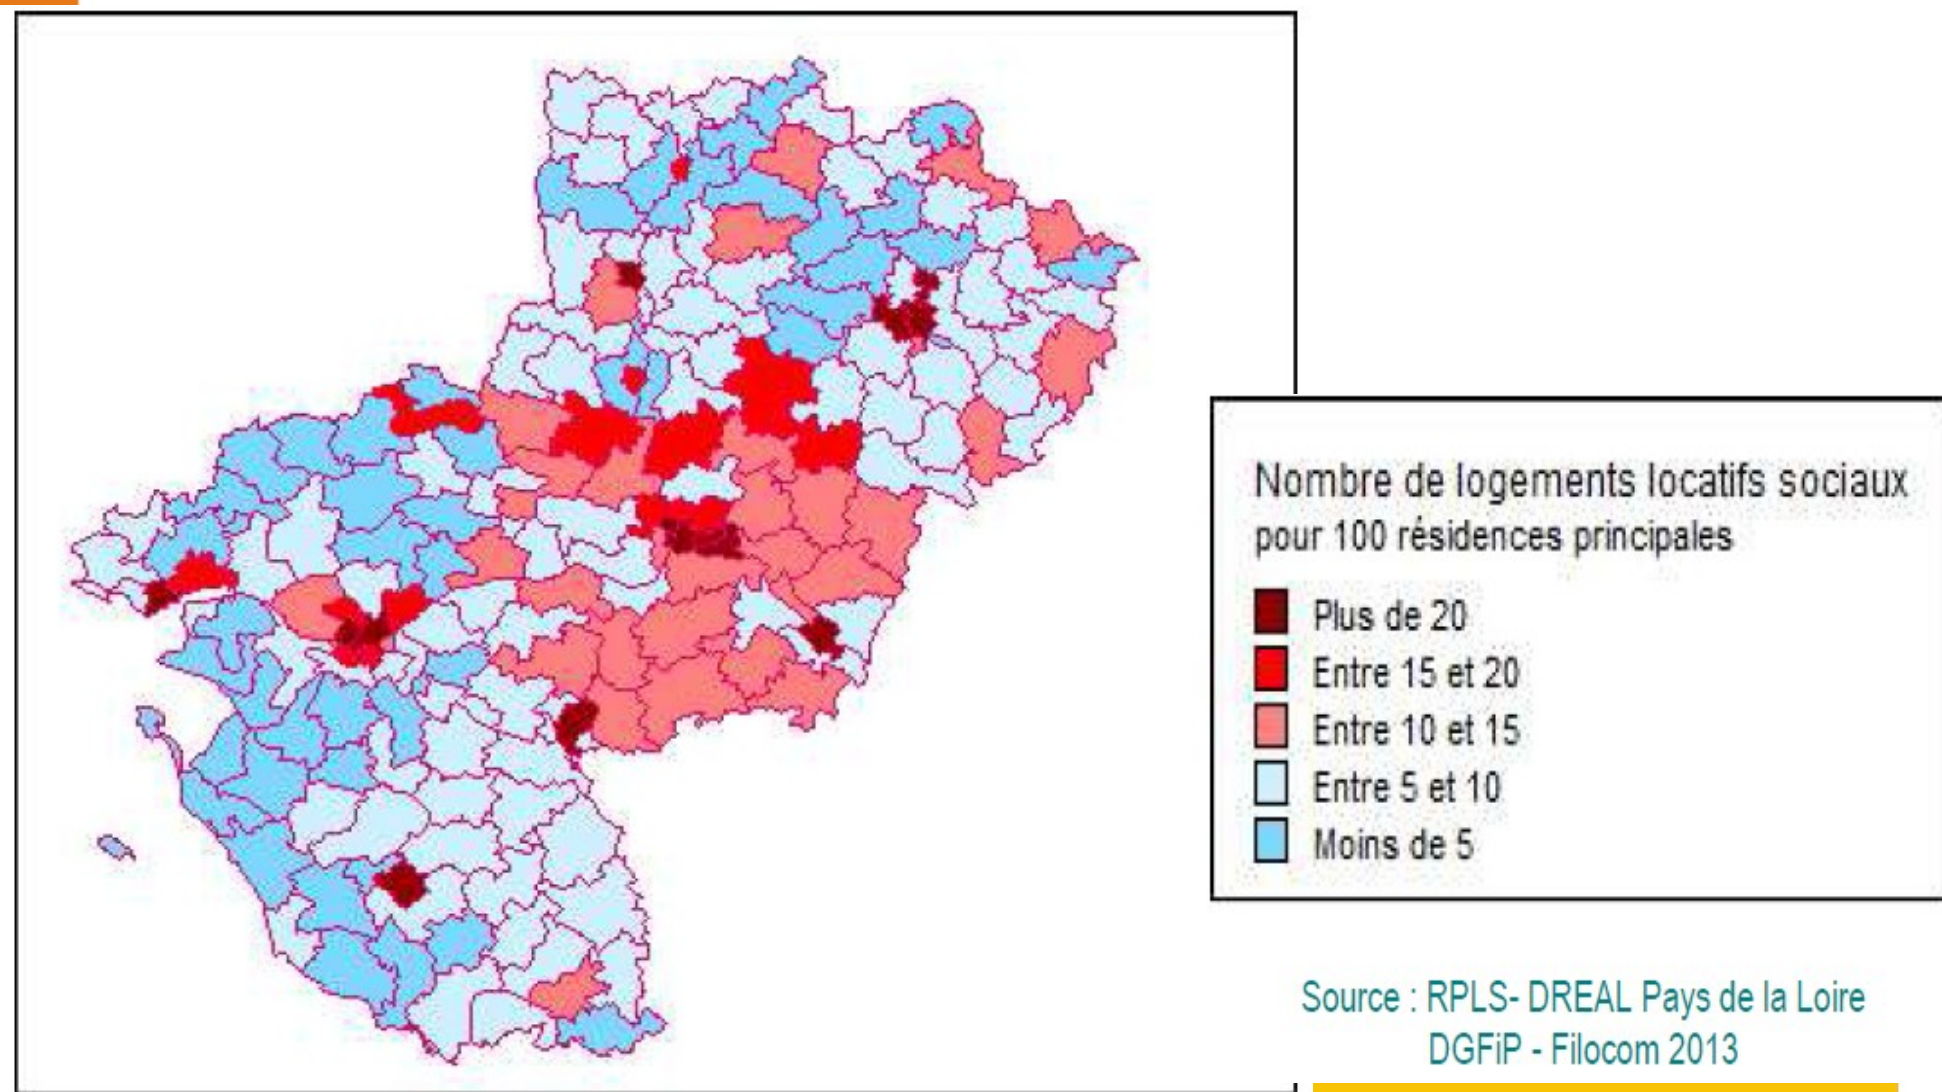 Nombre de logements locatifs sociaux
pour 100 résidences principales
Plus de 20
Entre 15 et 20
Entre 10 et 15
Entre 5 et 10
Moins de 5
Source : RPLS- DREAL Pays de la Loire
DGFiP - Filocom 2013